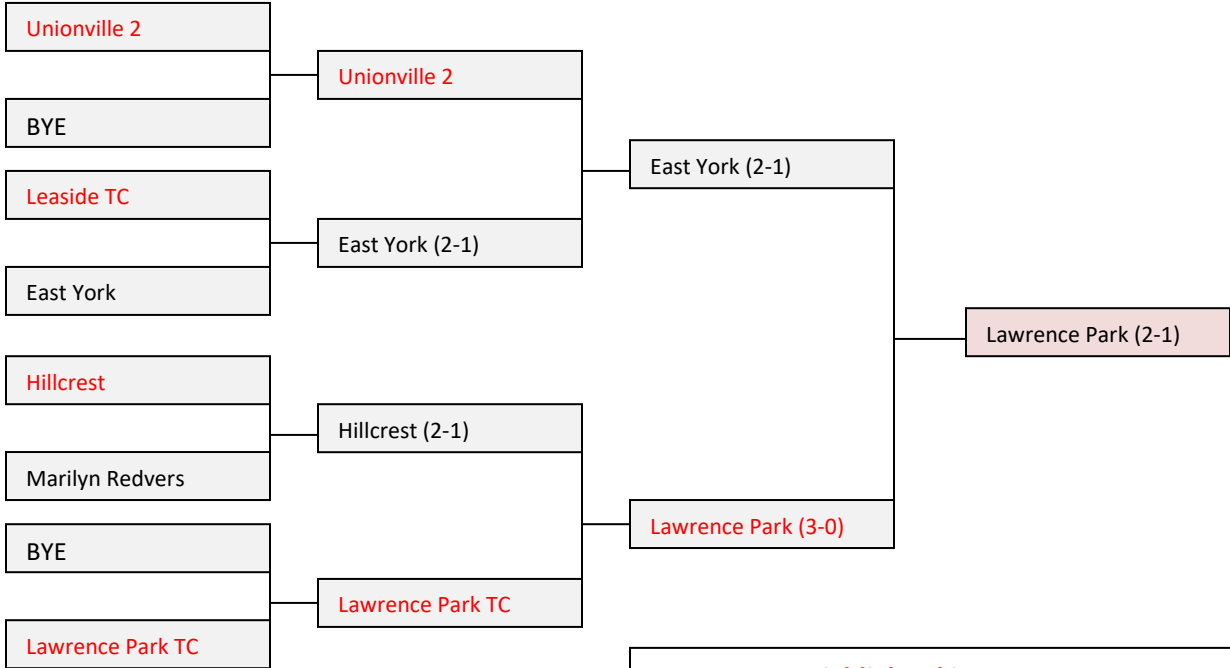 Unionville 2
BYE
Leaside TC
East York
Hillcrest
Marilyn Redvers
BYE
Lawrence Park TC
Unionville 2
East York (2-1)
Hillcrest (2-1)
Lawrence Park TC
East York (2-1)
Lawrence Park (3-0)
Lawrence Park (2-1)